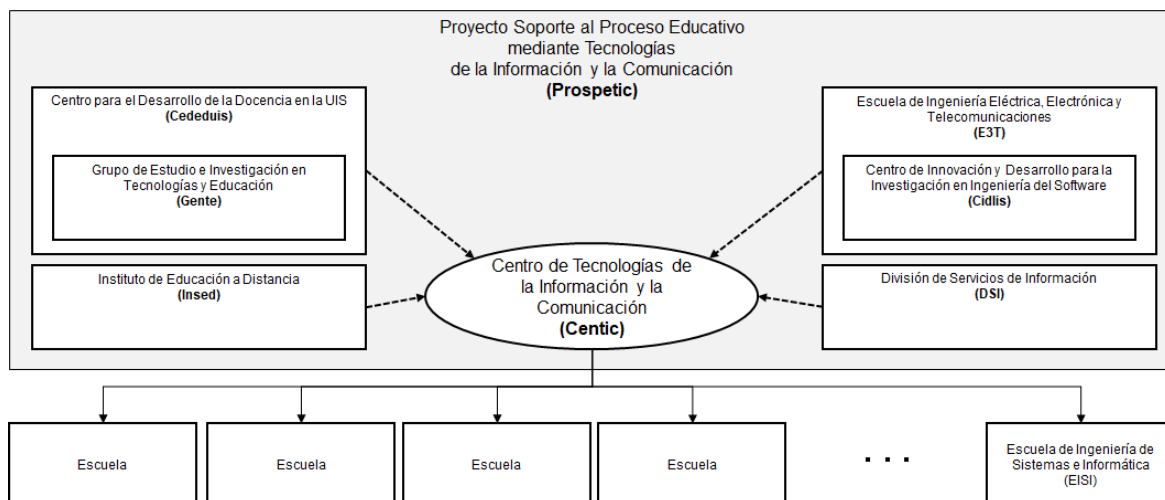 Proyecto Soporte al Proceso Educativo
mediante Tecnologías
de la Información y la Comunicación
(Prospetic)
Centro para el Desarrollo de la Docencia en la UIS
(Cededuis)
Grupo de Estudio e Investigación en
Tecnologías y Educación
(Gente)
Instituto de Educación a Distancia
(Insed)
Escuela de Ingeniería Eléctrica, Electrónica y
Telecomunicaciones
(E3T)
Centro de Innovación y Desarrollo para la
Investigación en Ingeniería del Software
(Cidlis)
División de Servicios de Información
(DSI)
Centro de Tecnologías de
la Información y la
Comunicación
(Centic)
Escuela
Escuela
Escuela
Escuela
. . .
Escuela de Ingeniería de
Sistemas e Informática
(EISI)